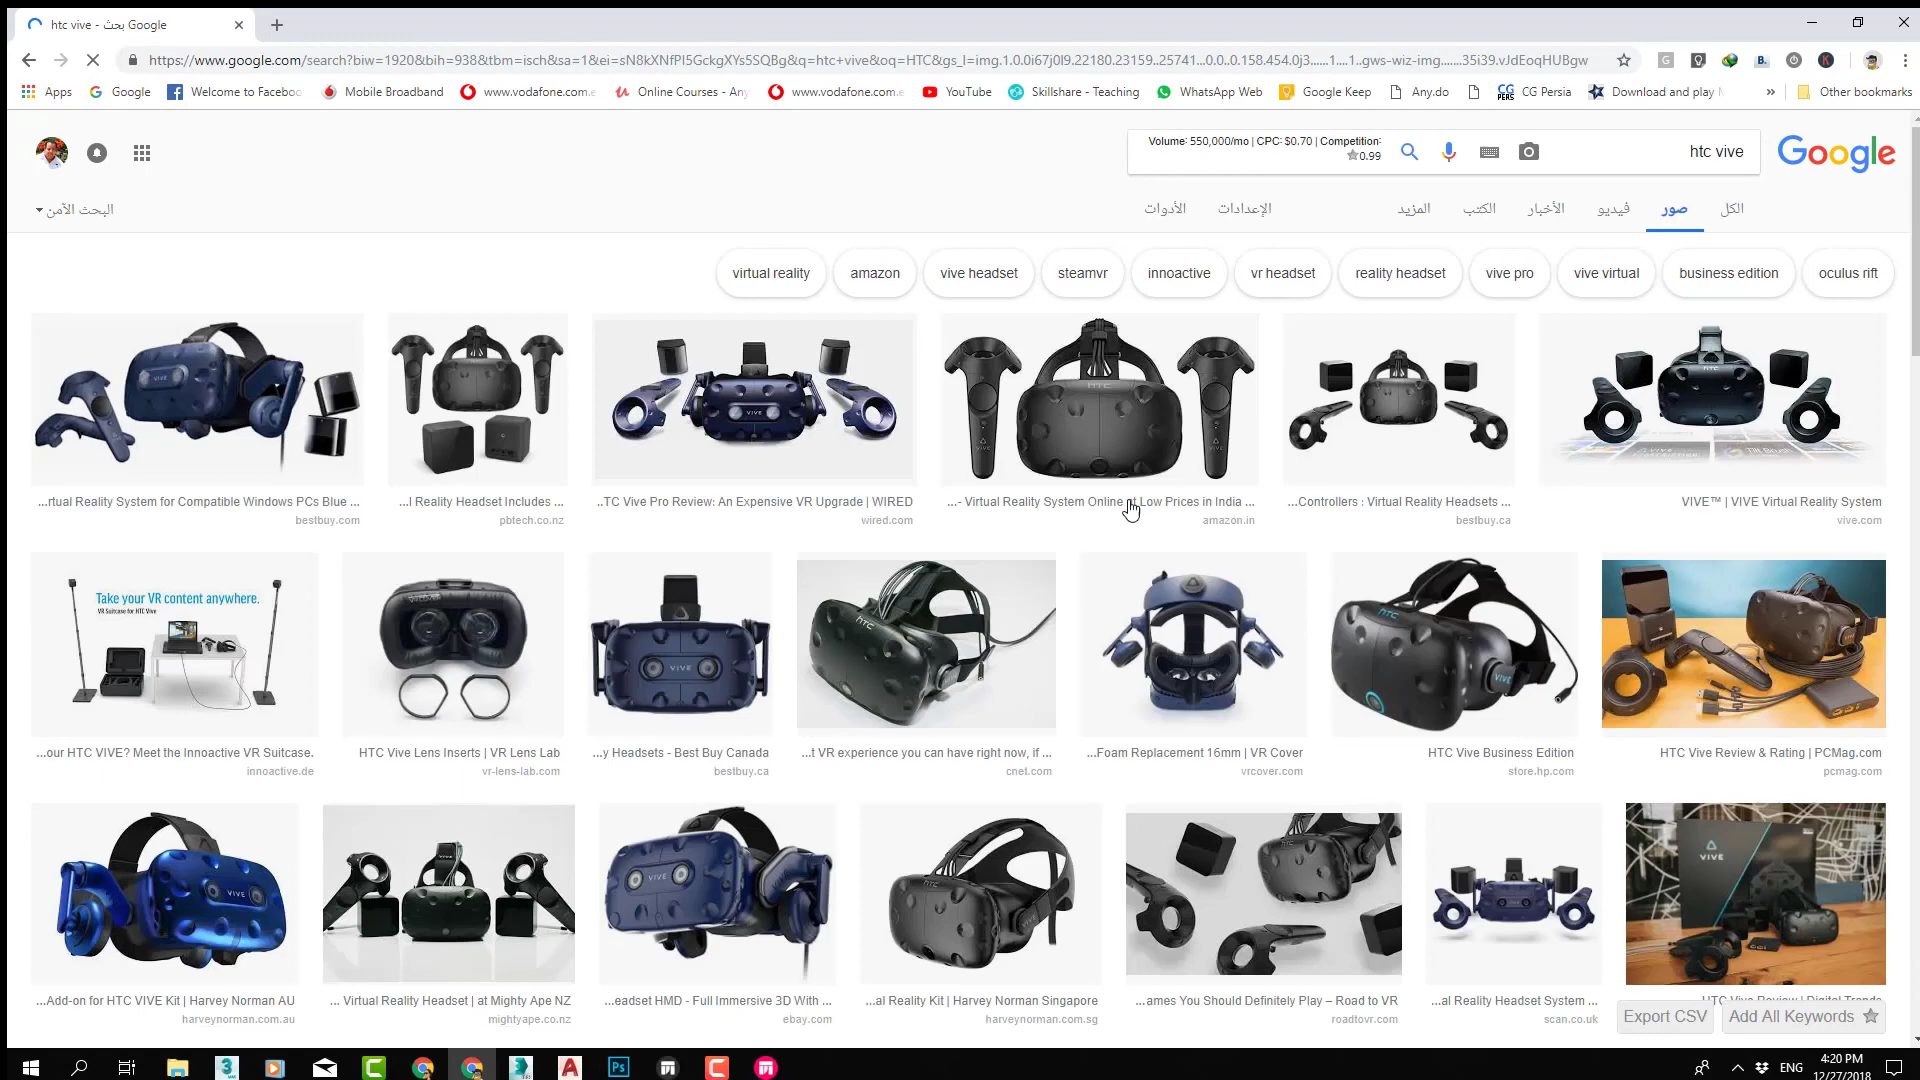 htc vive - بحث Google
https://www.google.com/search?biw=1920&bih=938&tbm=isch&sa=1&ei=sN8kXNfPI5GckgXYs5SQBg&q=htc+vive&oq=HTC&gs_l=img.1.0.0i67j0l9.22180.23159..25741...0.0..0.158.454.0j3......1....1..gws-wiz-img.......35i39.vJdEoqHUBgw
Apps
Google
Welcome to Faceboo
Mobile Broadband
www.vodafone.com.e
Online Courses - Any
www.vodafone.com.e
YouTube
Skillshare - Teaching
WhatsApp Web
Google Keep
Any.do
CG Persia
Download and play M
Other bookmarks
Volume: 550,000/mo | CPC: $0.70 | Competition:
0.99
htc vive
Google
الكل
صور
فيديو
الأخبار
الكتب
المزيد
الإعدادات
الأدوات
البحث الآمن
virtual reality
amazon
vive headset
steamvr
innoactive
vr headset
reality headset
vive pro
vive virtual
business edition
oculus rift
...rtual Reality System for Compatible Windows PCs Blue ...
bestbuy.com
...l Reality Headset Includes ...
pbtech.co.nz
...TC Vive Pro Review: An Expensive VR Upgrade | WIRED
wired.com
...- Virtual Reality System Online at Low Prices in India ...
amazon.in
...Controllers : Virtual Reality Headsets ...
bestbuy.ca
VIVE™ | VIVE Virtual Reality System
vive.com
Take your VR content anywhere.
VR Suitcase for HTC Vive
...our HTC VIVE? Meet the Innoactive VR Suitcase.
innoactive.de
HTC Vive Lens Inserts | VR Lens Lab
vr-lens-lab.com
...y Headsets - Best Buy Canada
bestbuy.ca
...t VR experience you can have right now, if ...
cnet.com
...Foam Replacement 16mm | VR Cover
vrcover.com
HTC Vive Business Edition
store.hp.com
HTC Vive Review & Rating | PCMag.com
pcmag.com
...Add-on for HTC VIVE Kit | Harvey Norman AU
harveynorman.com.au
... Virtual Reality Headset | at Mighty Ape NZ
mightyape.co.nz
...eadset HMD - Full Immersive 3D With ...
ebay.com
...al Reality Kit | Harvey Norman Singapore
harveynorman.com.sg
...ames You Should Definitely Play – Road to VR
roadtovr.com
...al Reality Headset System ...
scan.co.uk
HTC Vive Review | Digital Trends
Export CSV
Add All Keywords
ENG
4:20 PM
12/27/2018